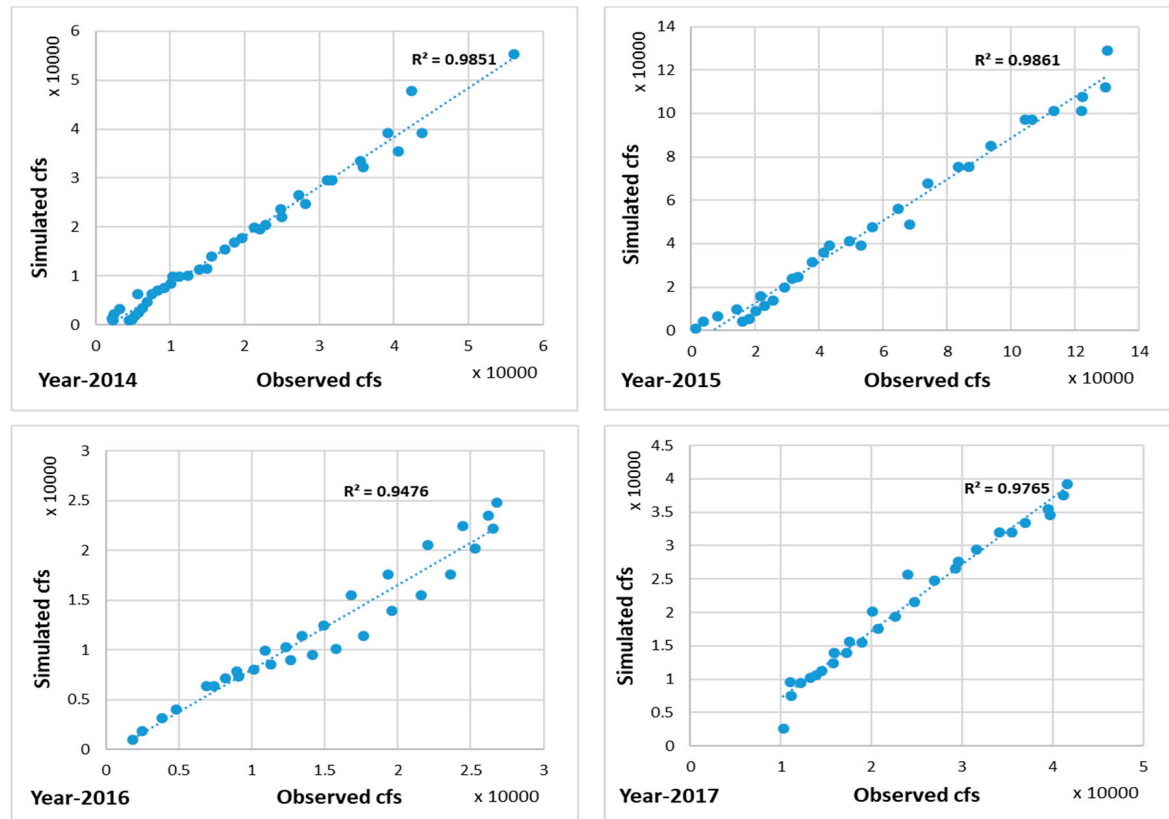 6
5
4
3
2
1
0
x 10000
Simulated cfs
R² = 0.9851
0 1 2 3 4 5 6
x 10000
Year-2014 Observed cfs
14
12
10
8
6
4
2
0
x 10000
Simulated cfs
R² = 0.9861
0 2 4 6 8 10 12 14
x 10000
Year-2015 Observed cfs
3
2.5
2
1.5
1
0.5
0
x 10000
Simulated cfs
R² = 0.9476
0 0.5 1 1.5 2 2.5 3
x 10000
Year-2016 Observed cfs
4.5
4
3.5
3
2.5
2
1.5
1
0.5
0
x 10000
Simulated cfs
R² = 0.9765
0 1 2 3 4 5
x 10000
Year-2017 Observed cfs